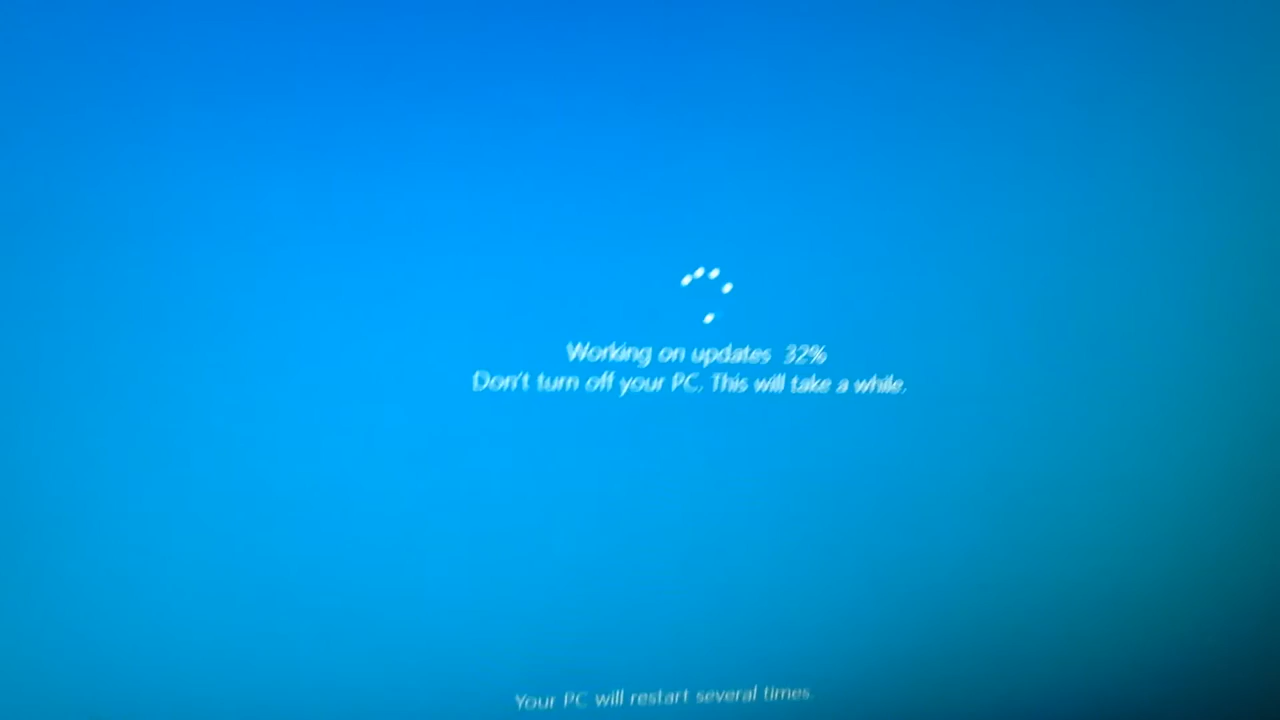 Working on updates 32%
Don't turn off your PC. This will take a while.
Your PC will restart several times.